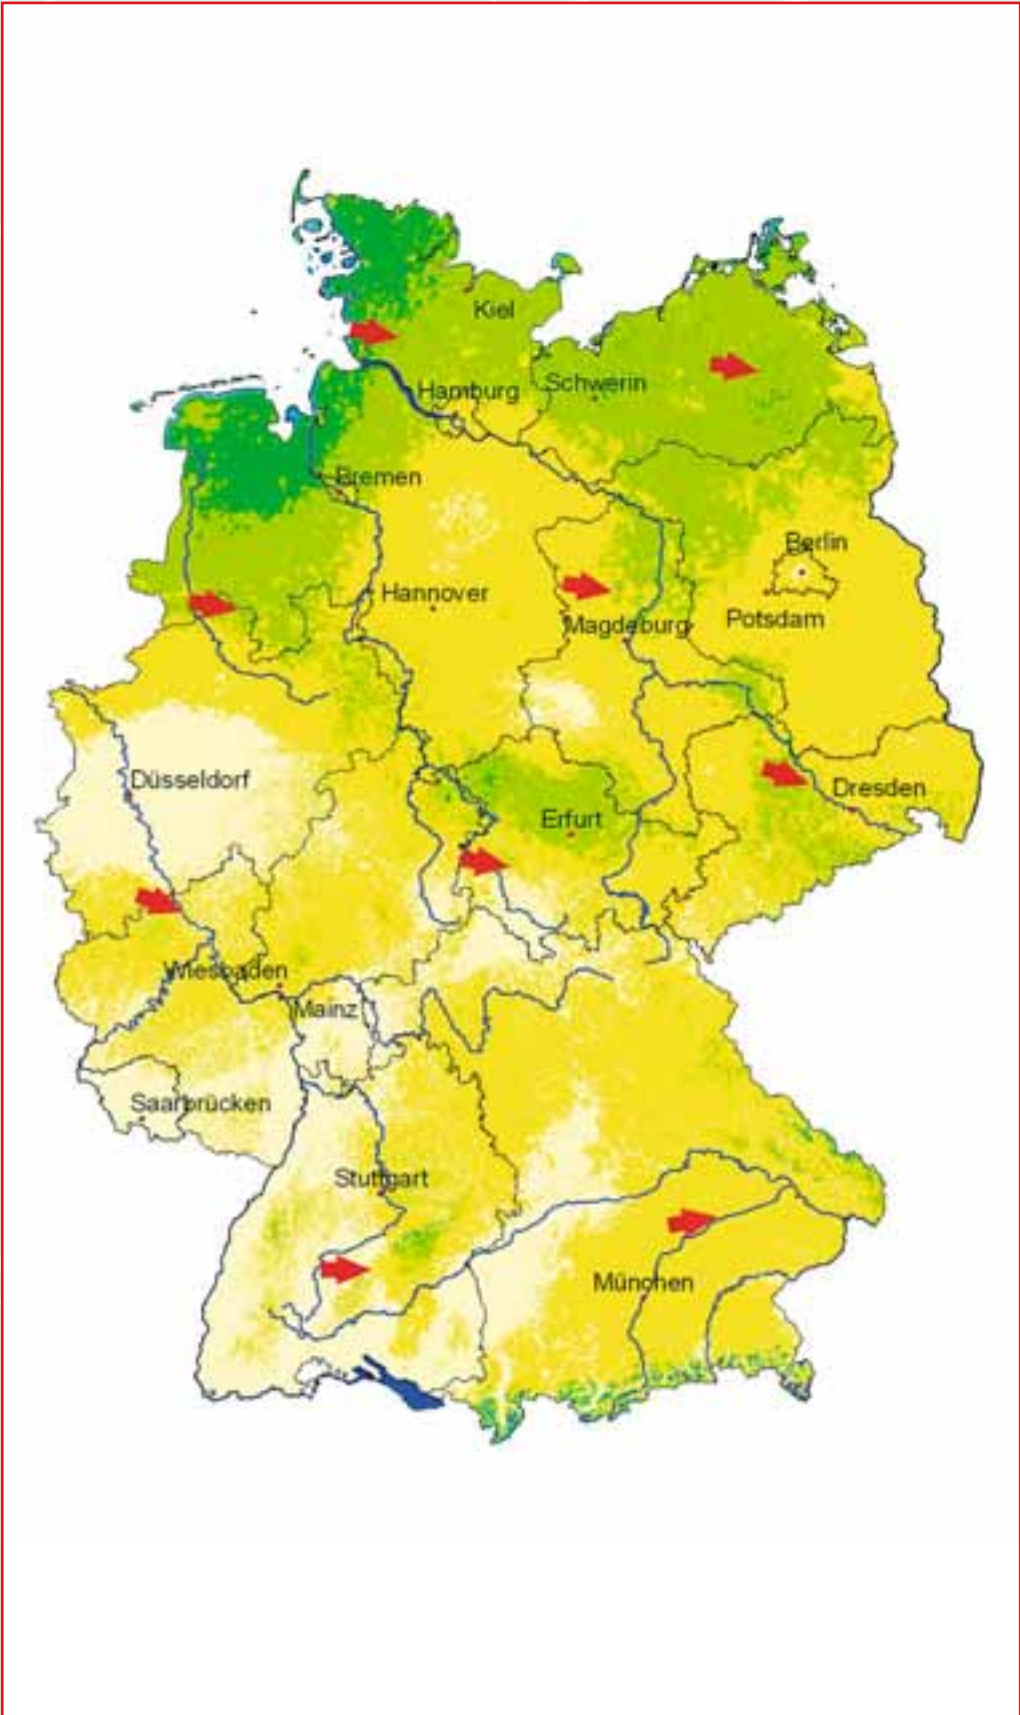 Kiel
Hamburg
Schwerin
Bremen
Berlin
Hannover
Magdeburg
Potsdam
Düsseldorf
Dresden
Erfurt
Wiesbaden
Mainz
Saarbrücken
Stuttgart
München